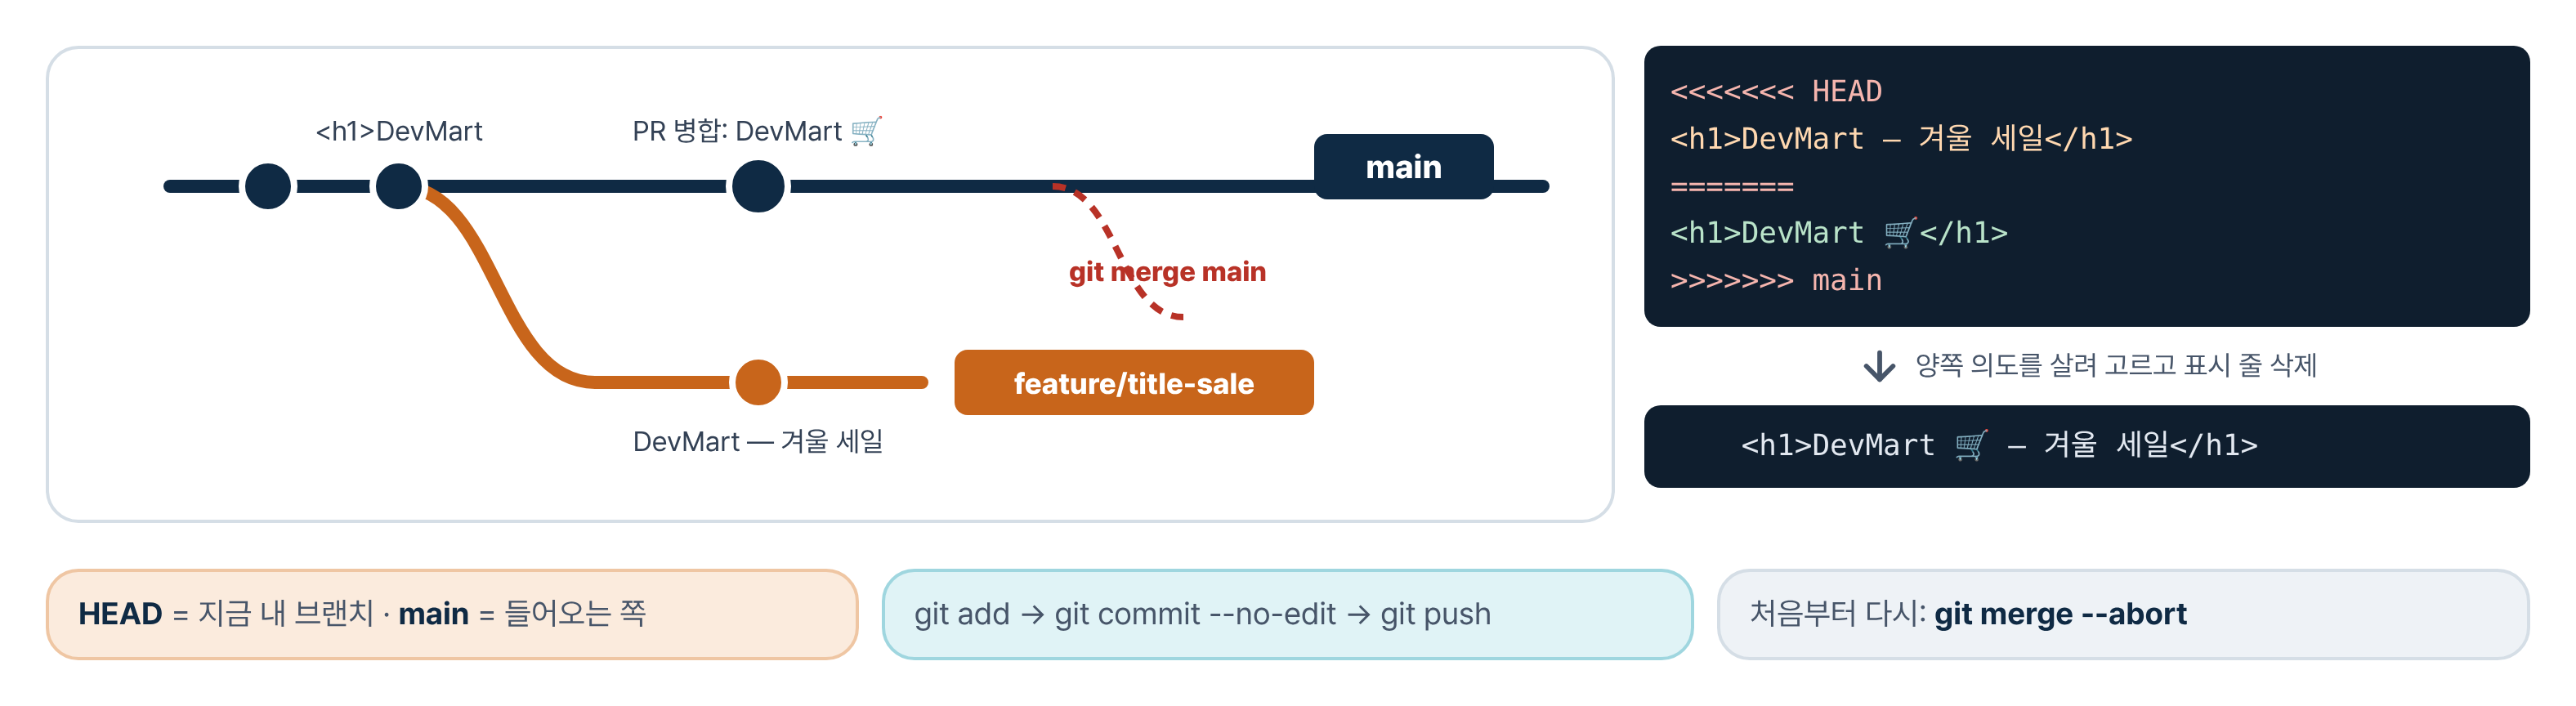 <h1>DevMart
PR 병합: DevMart 🛒
main
git merge main
feature/title-sale
DevMart — 겨울 세일
<<<<<<< HEAD
<h1>DevMart — 겨울 세일</h1>
=======
<h1>DevMart 🛒</h1>
>>>>>>> main
↓ 양쪽 의도를 살려 고르고 표시 줄 삭제
<h1>DevMart 🛒 — 겨울 세일</h1>
HEAD = 지금 내 브랜치 · main = 들어오는 쪽
git add → git commit --no-edit → git push
처음부터 다시: git merge --abort